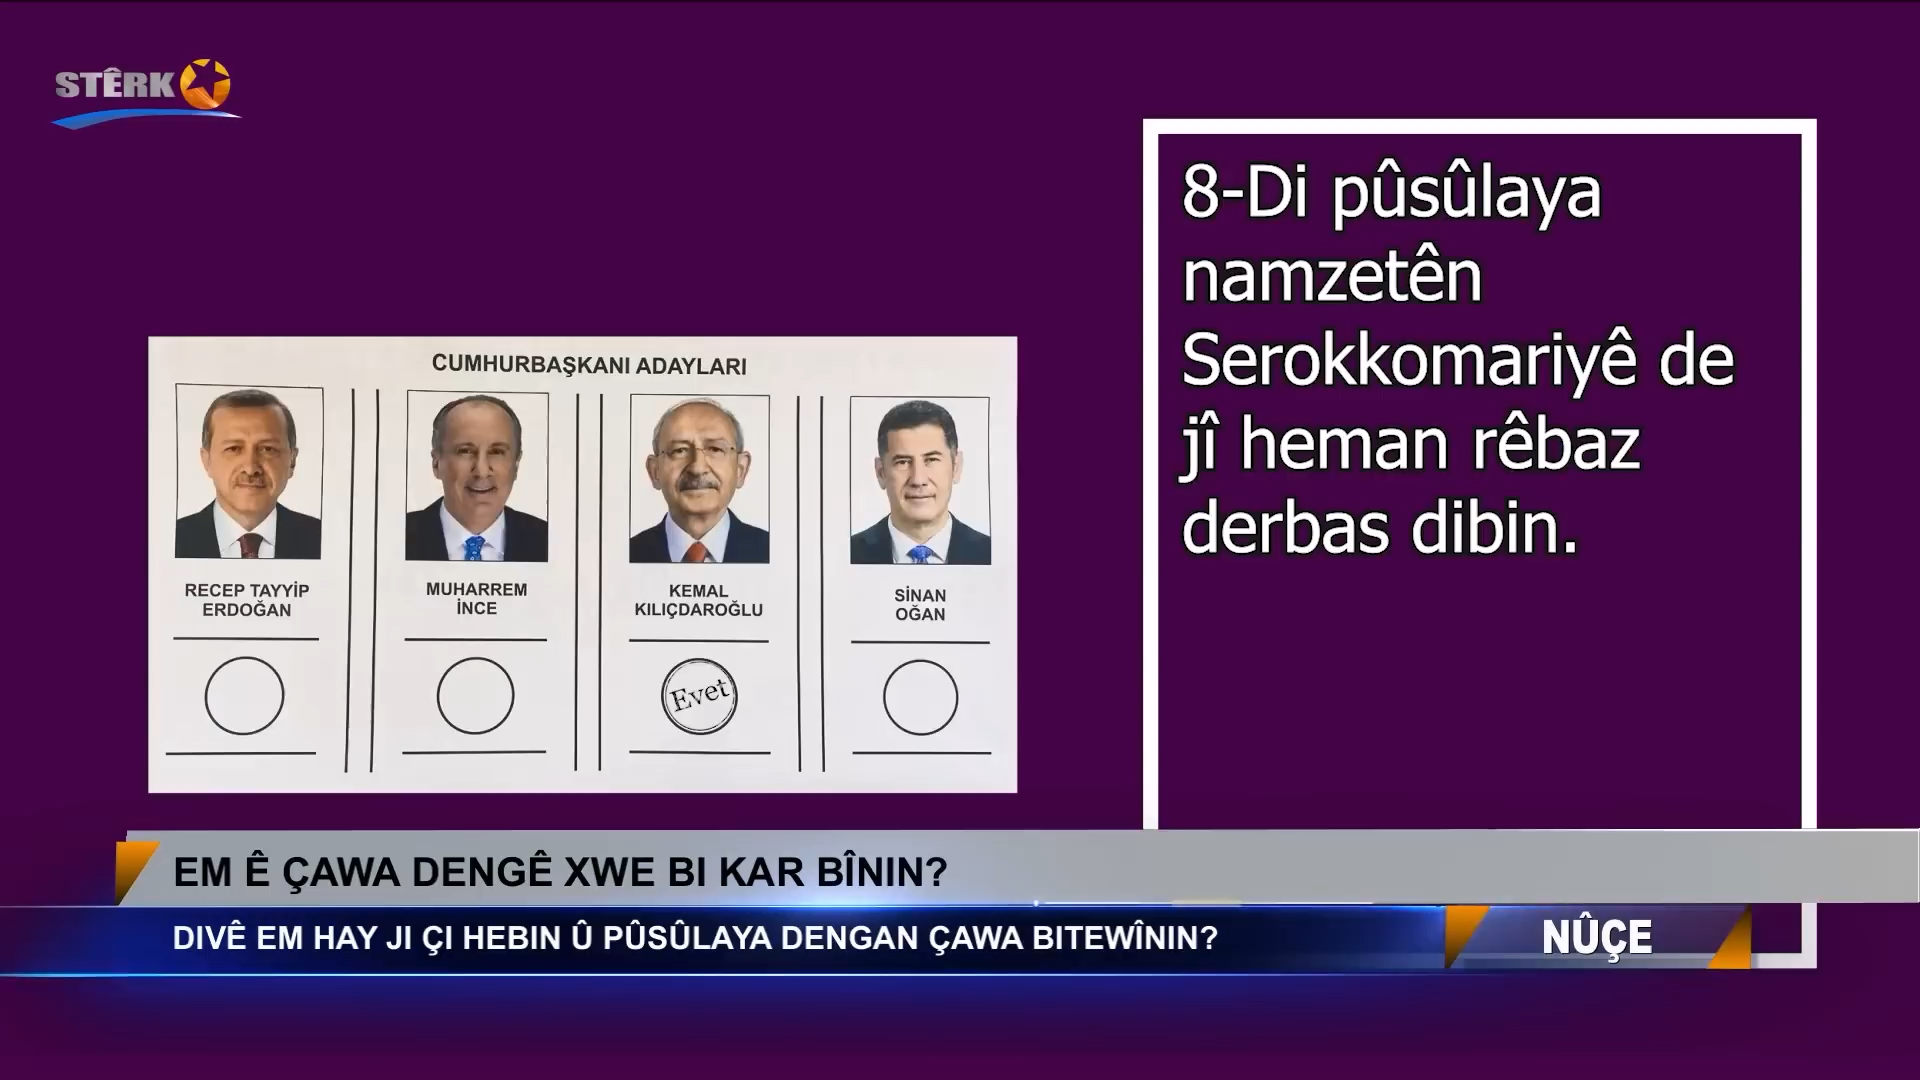 STÊRK
8-Di pûsûlaya
namzetên
Serokkomariyê de
jî heman rêbaz
derbas dibin.
CUMHURBAŞKANI ADAYLARI
RECEP TAYYİP
ERDOĞAN
MUHARREM
İNCE
KEMAL
KILIÇDAROĞLU
SİNAN
OĞAN
Evet
EM Ê ÇAWA DENGÊ XWE BI KAR BÎNIN?
DIVÊ EM HAY JI ÇI HEBIN Û PÛSÛLAYA DENGAN ÇAWA BITEWÎNIN?
NÛÇE